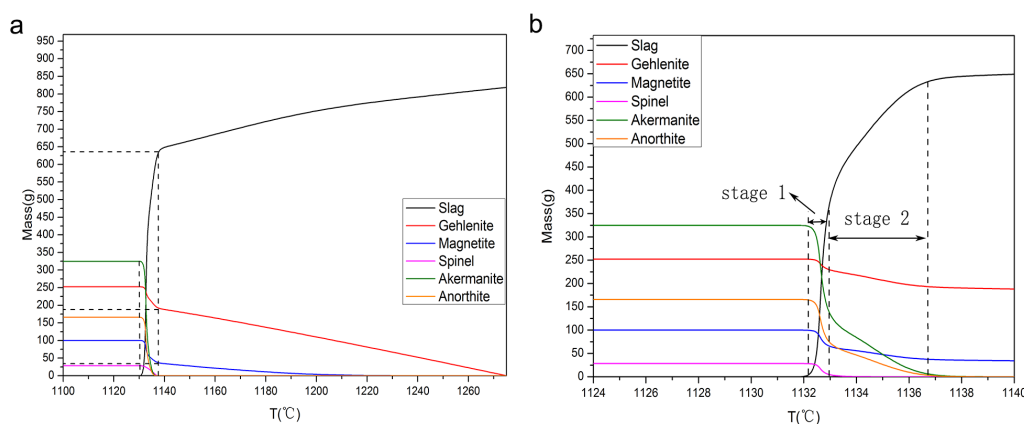 a
950
900
850
800
750
700
650
600
550
500
450
400
350
300
250
200
150
100
50
0
Mass(g)
Slag
Gehlenite
Magnetite
Spinel
Akermanite
Anorthite
1100 1120 1140 1160 1180 1200 1220 1240 1260
T(℃)
b
700
650
600
550
500
450
400
350
300
250
200
150
100
50
0
Mass(g)
Slag
Gehlenite
Magnetite
Spinel
Akermanite
Anorthite
stage 1
stage 2
1124 1126 1128 1130 1132 1134 1136 1138 1140
T(℃)